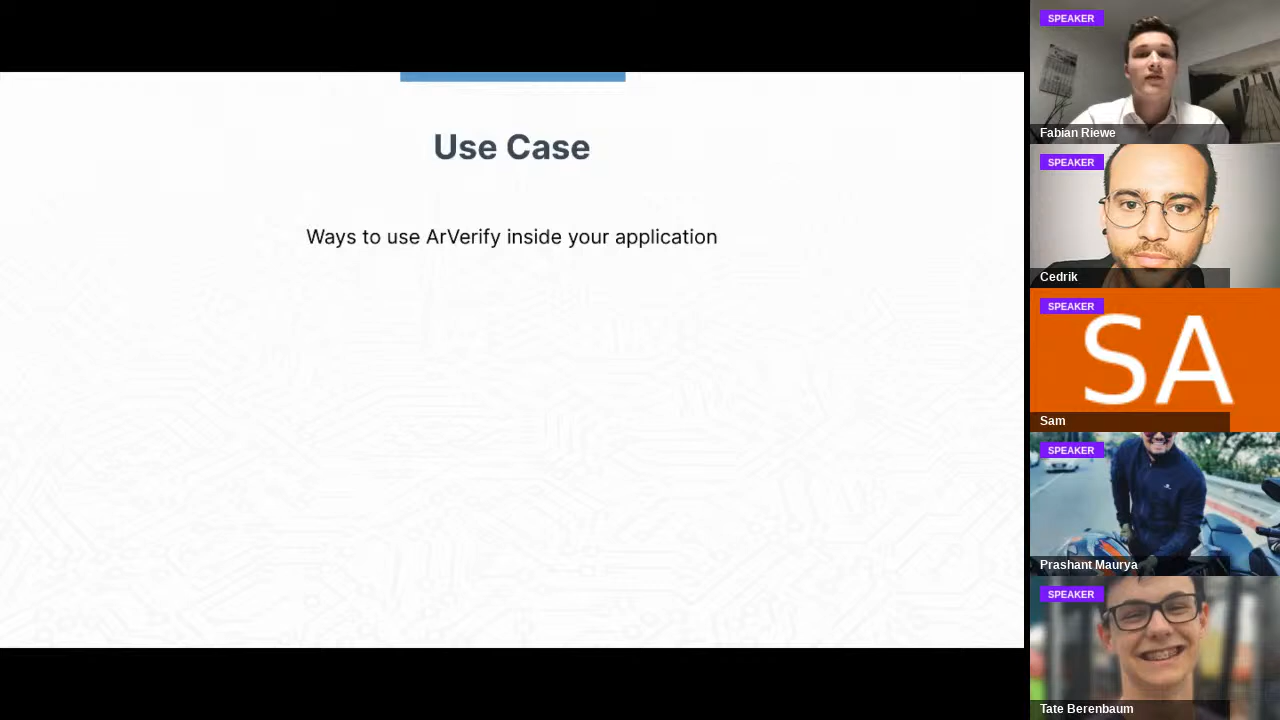 Use Case
Ways to use ArVerify inside your application
SPEAKER
Fabian Riewe
SPEAKER
Cedrik
SPEAKER
SA
Sam
SPEAKER
Prashant Maurya
SPEAKER
Tate Berenbaum